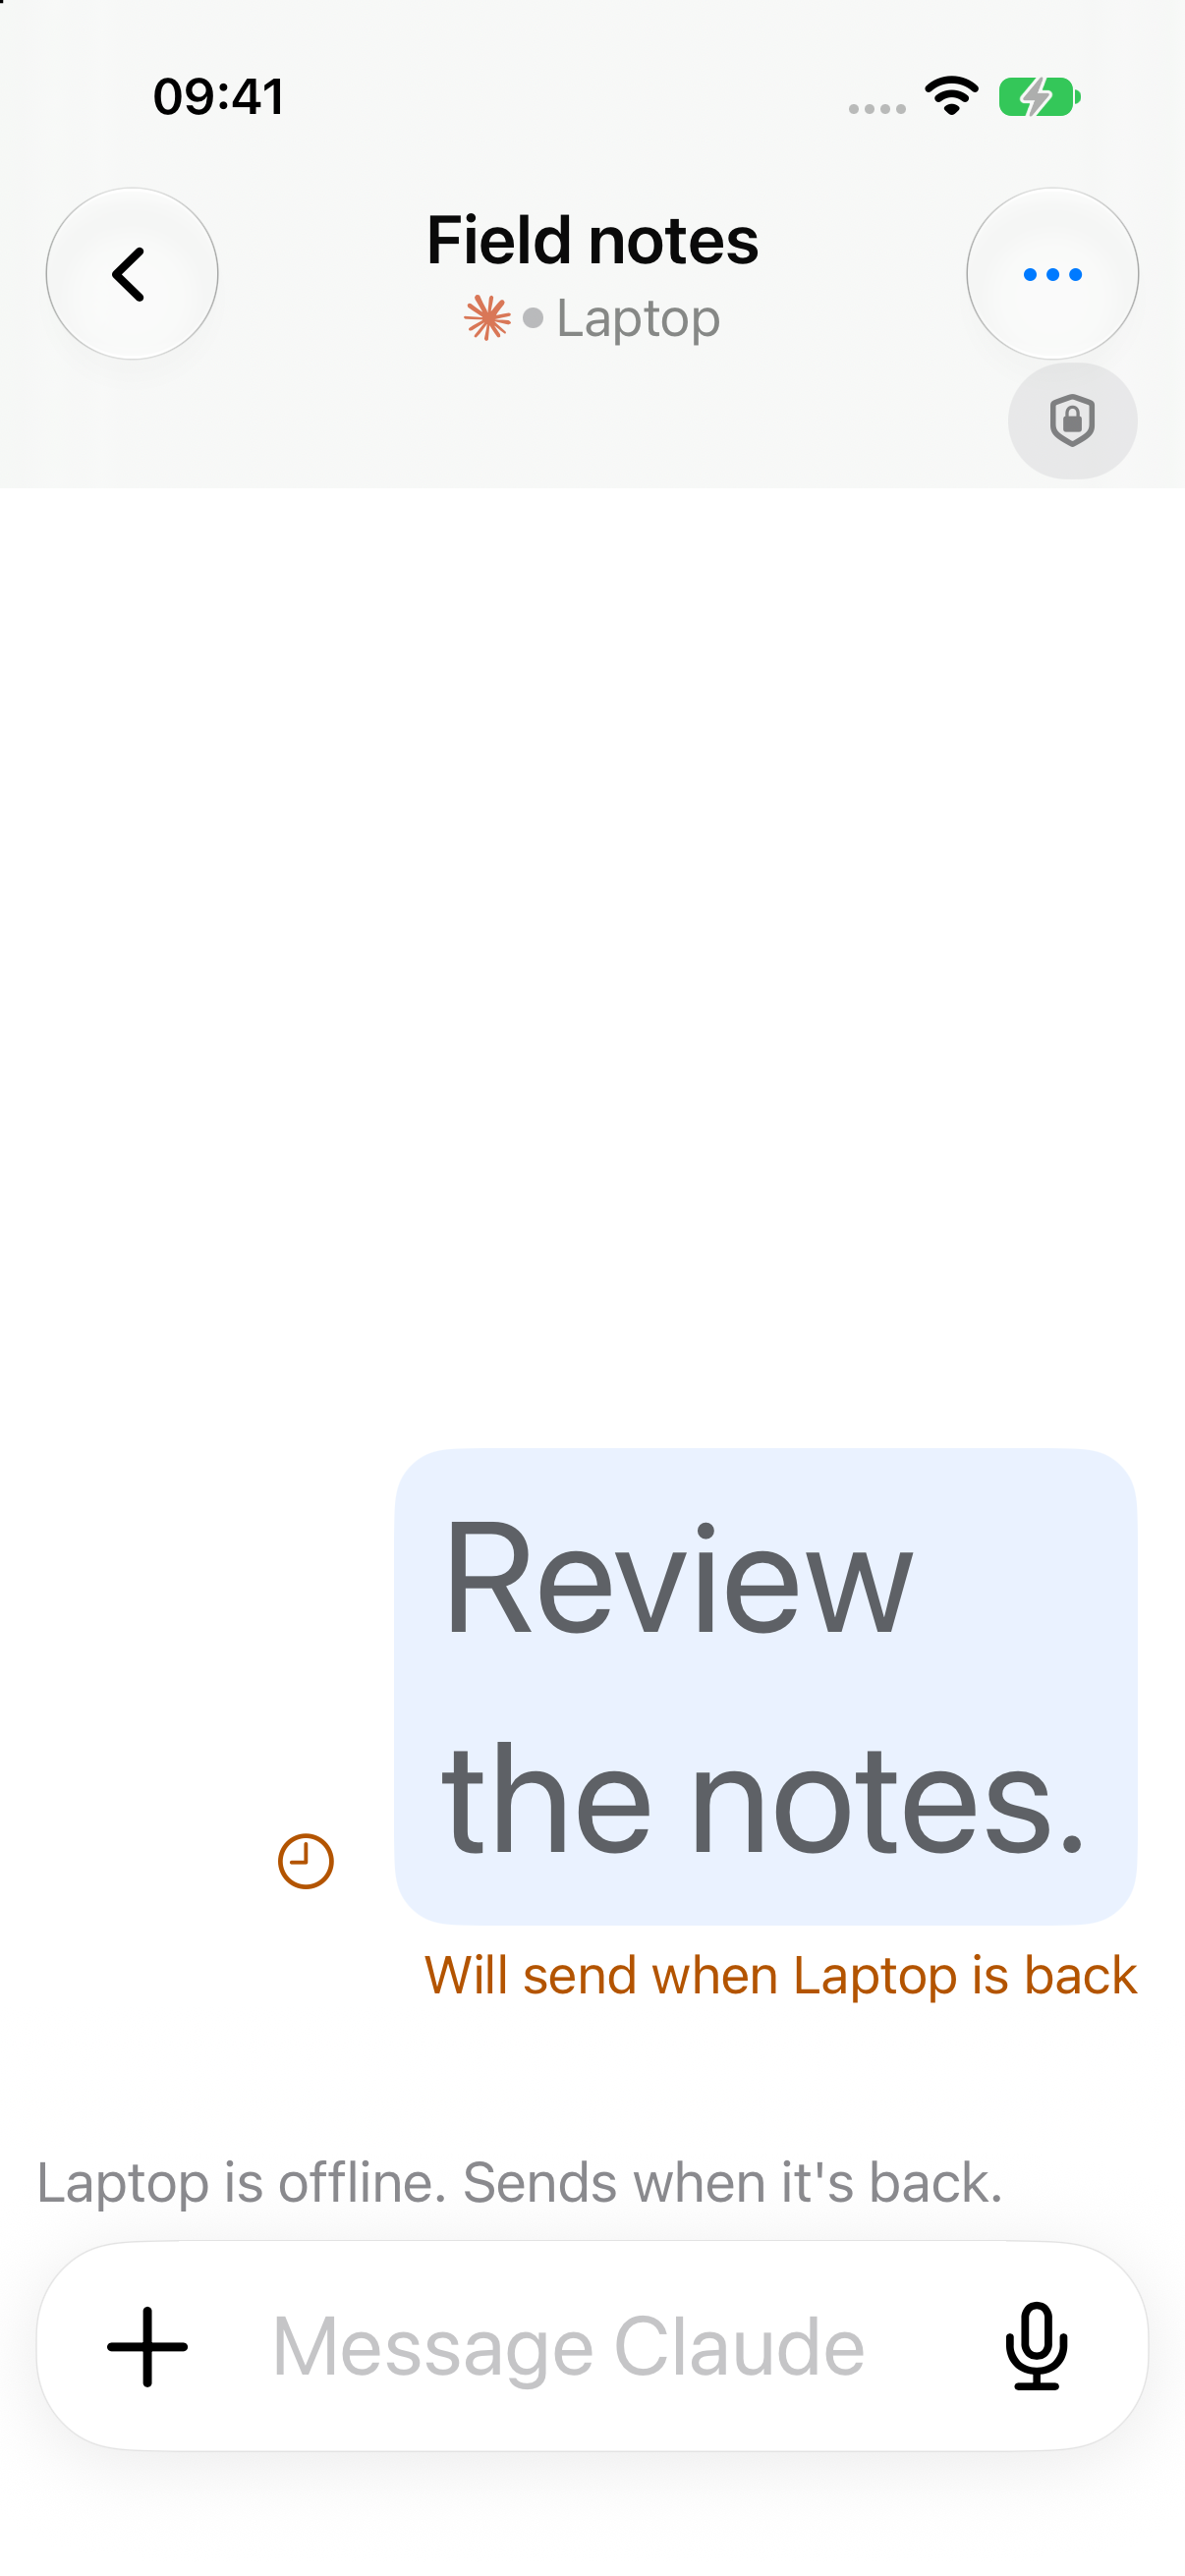 09:41
Field notes
Laptop
Review
the notes.
Will send when Laptop is back
Laptop is offline. Sends when it's back.
Message Claude